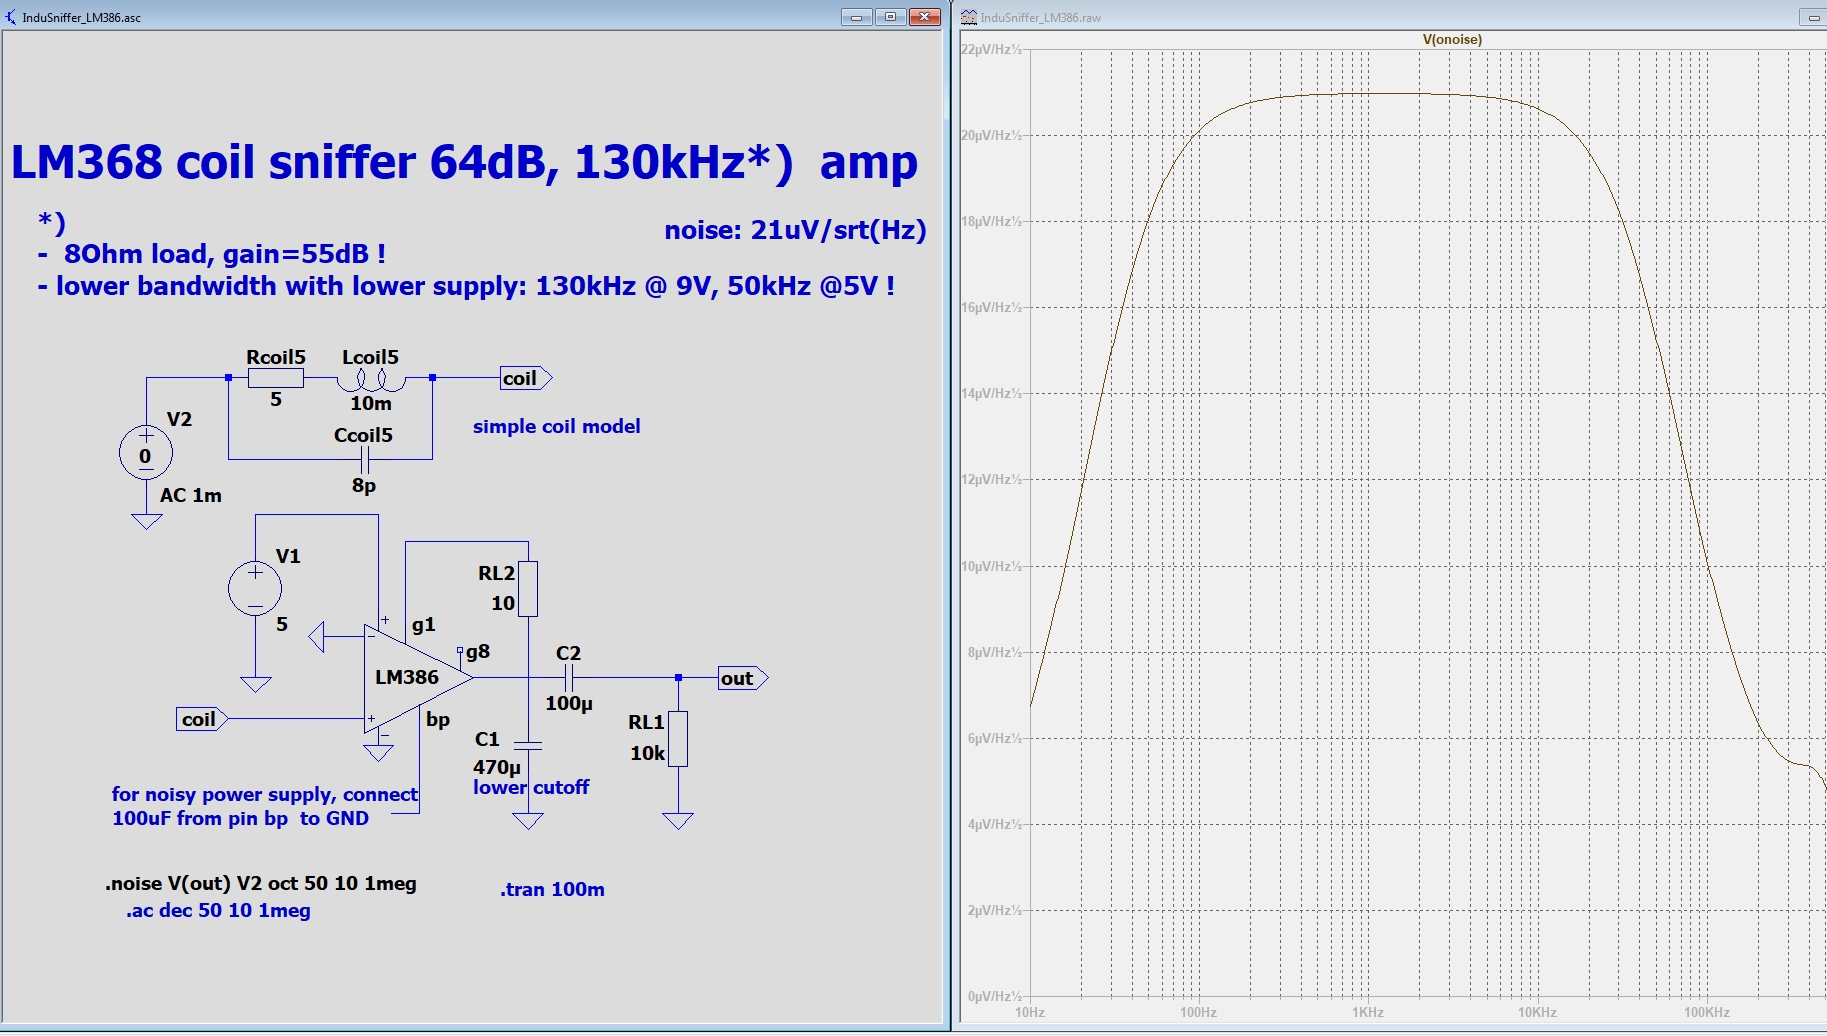 InduSniffer_LM386.asc
LM368 coil sniffer 64dB, 130kHz*)  amp
*)
noise: 21uV/srt(Hz)
-  8Ohm load, gain=55dB !
- lower bandwidth with lower supply: 130kHz @ 9V, 50kHz @5V !
Rcoil5
Lcoil5
5
10m
coil
Ccoil5
8p
simple coil model
V2
0
AC 1m
V1
5
RL2
10
g1
g8
LM386
bp
coil
C2
100µ
out
RL1
10k
C1
470µ
lower cutoff
for noisy power supply, connect
100uF from pin bp  to GND
.noise V(out) V2 oct 50 10 1meg
.ac dec 50 10 1meg
.tran 100m
InduSniffer_LM386.raw
V(onoise)
22µV/Hz½
20µV/Hz½
18µV/Hz½
16µV/Hz½
14µV/Hz½
12µV/Hz½
10µV/Hz½
8µV/Hz½
6µV/Hz½
4µV/Hz½
2µV/Hz½
0µV/Hz½
10Hz 100Hz 1KHz 10KHz 100KHz